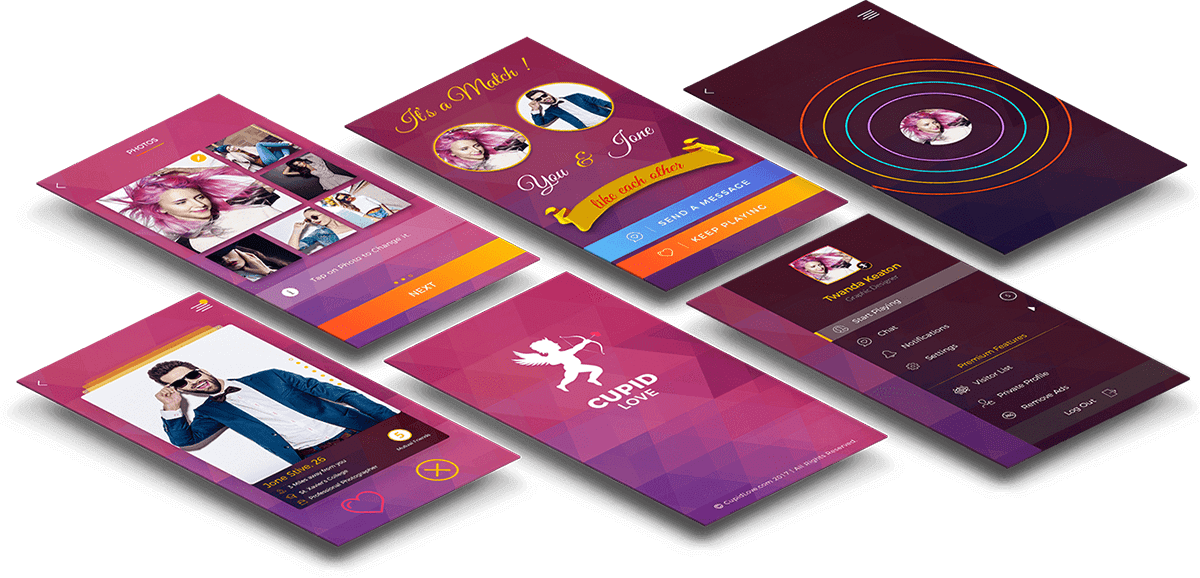 PHOTOS
Tap on Photo to Change it.
NEXT
It's a Match !
You & Jone
like each other
SEND A MESSAGE
KEEP PLAYING
Jone Stive, 26
5 Miles away from you
St. Xavier's College
Professional Photographer
5
Mutual Friends
CUPID
LOVE
© CupidLove.com 2017 | All Rights Reserved.
Twanda Keaton
Graphic Designer
Start Playing
Chat
Notifications
Settings
Premium Features
Visitor List
Private Profile
Remove Ads
Log Out